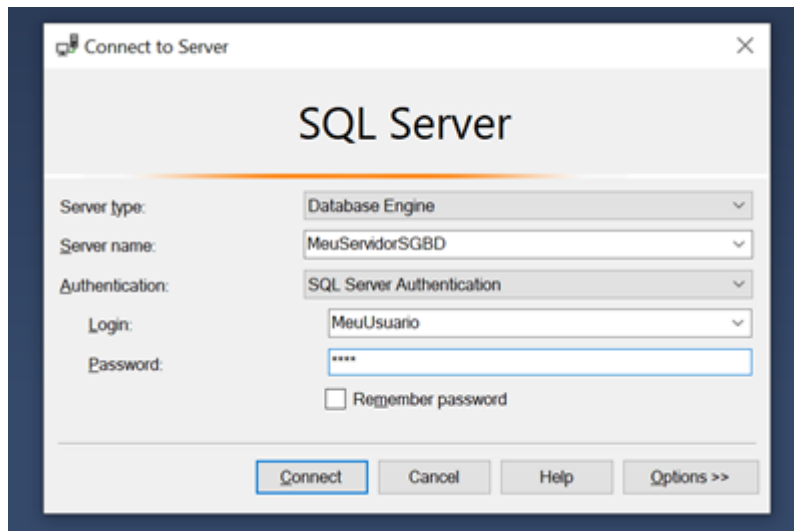 Connect to Server
SQL Server
Server type: Database Engine
Server name: MeuServidorSGBD
Authentication: SQL Server Authentication
Login: MeuUsuario
Password: ****
Remember password
Connect Cancel Help Options >>